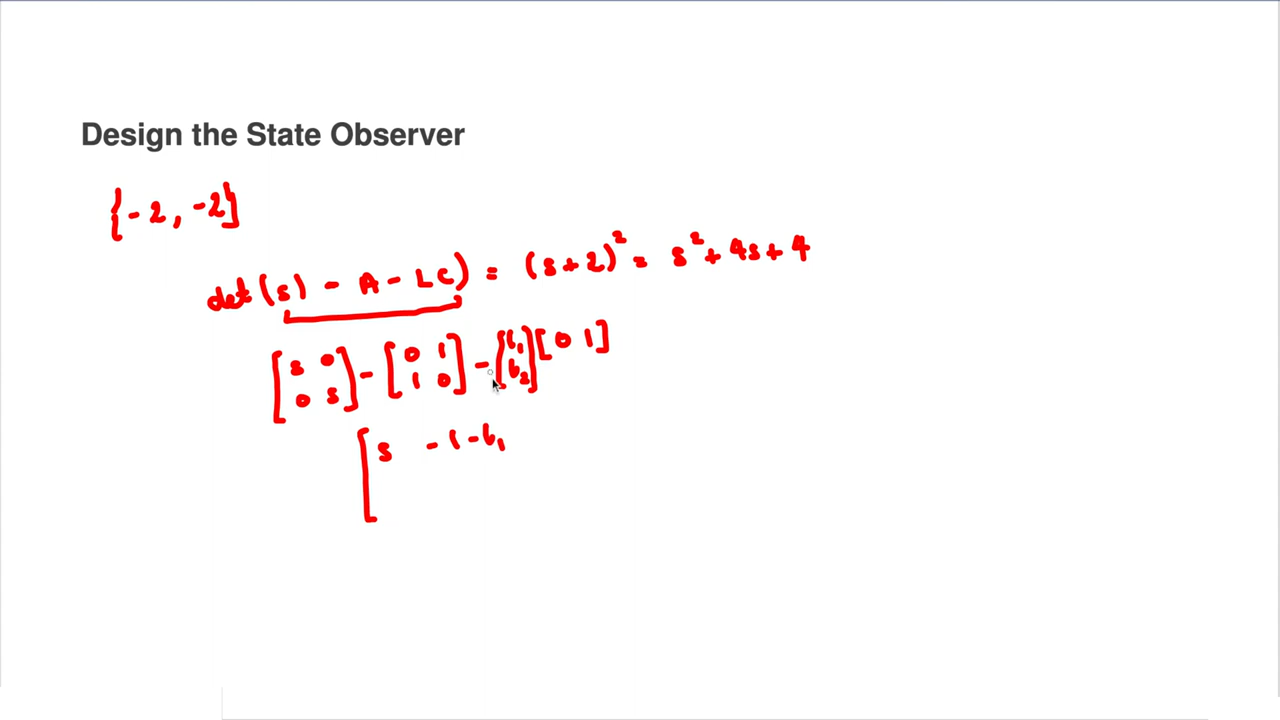 Design the State Observer
{-2, -2}
det(sI - A - LC) = (s+2)² = s² + 4s + 4
[s 0; 0 s] - [0 1; 1 0] - [l₁; l₂][0 1]
[s -1-l₁